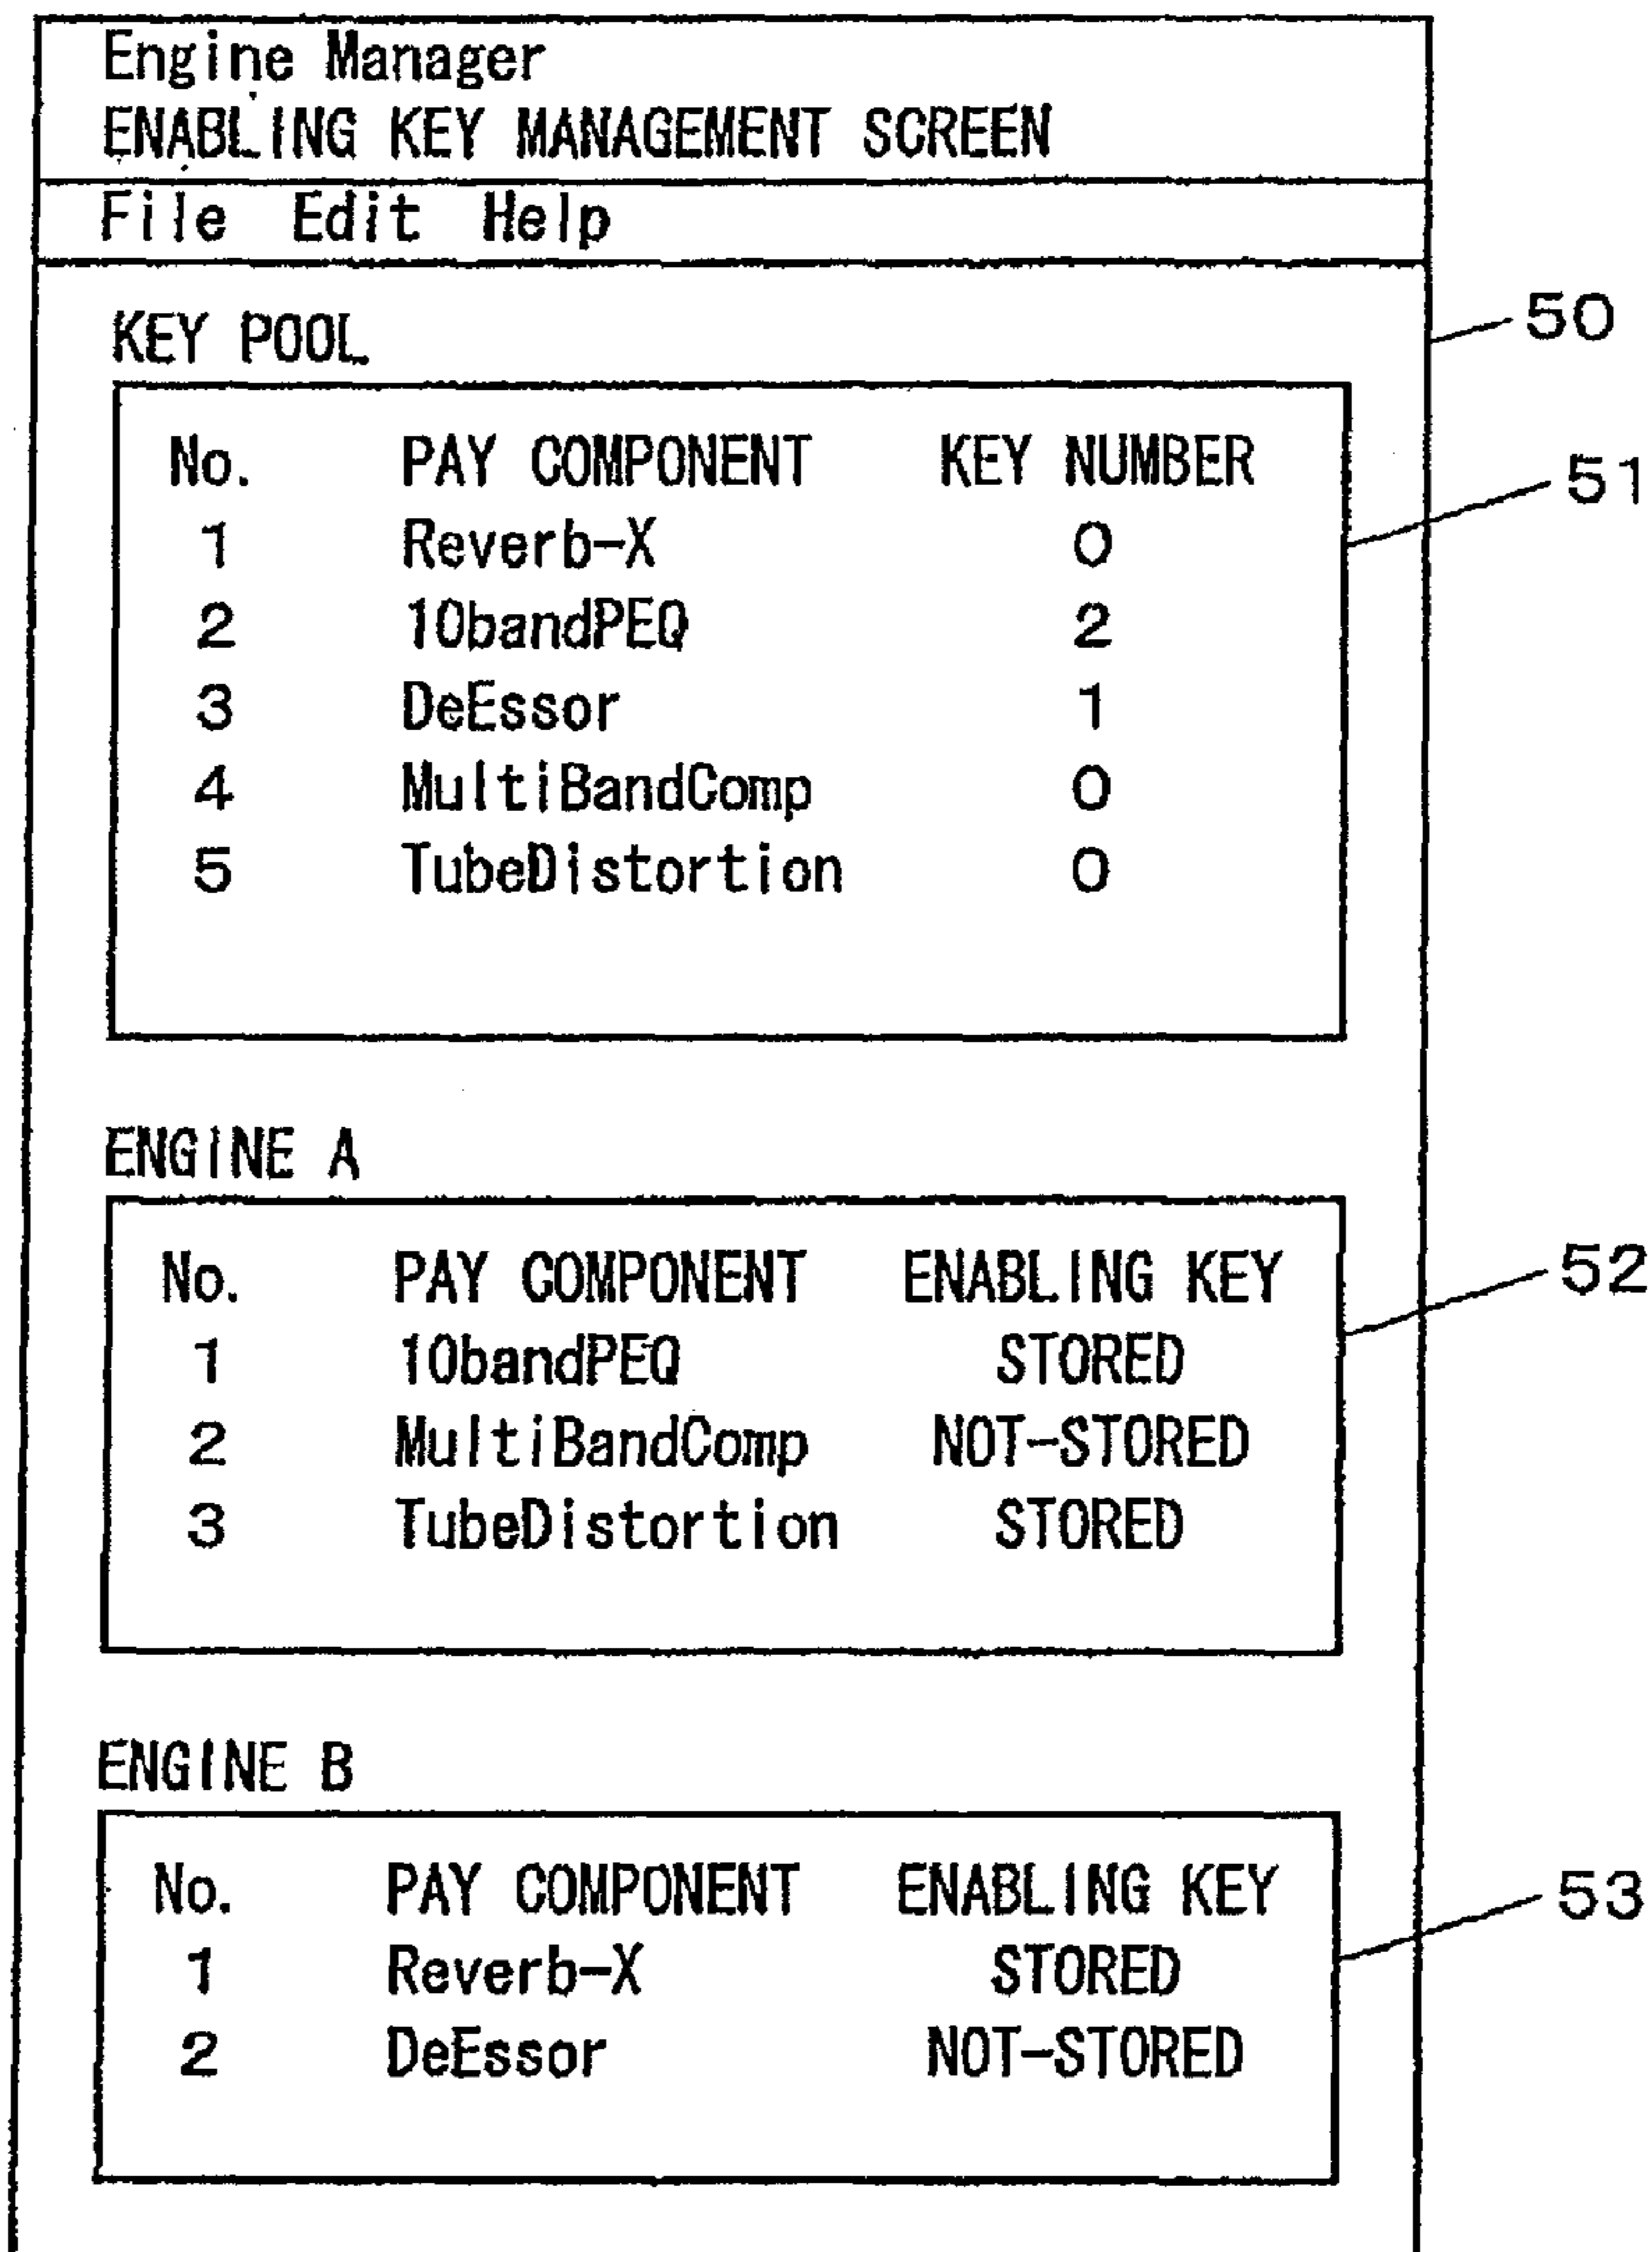 Engine Manager
ENABLING KEY MANAGEMENT SCREEN
File Edit Help
KEY POOL
50
No. PAY COMPONENT KEY NUMBER
51
1 Reverb-X 0
2 10bandPEQ 2
3 DeEssor 1
4 MultiBandComp 0
5 TubeDistortion 0
ENGINE A
No. PAY COMPONENT ENABLING KEY
52
1 10bandPEQ STORED
2 MultiBandComp NOT-STORED
3 TubeDistortion STORED
ENGINE B
No. PAY COMPONENT ENABLING KEY
53
1 Reverb-X STORED
2 DeEssor NOT-STORED